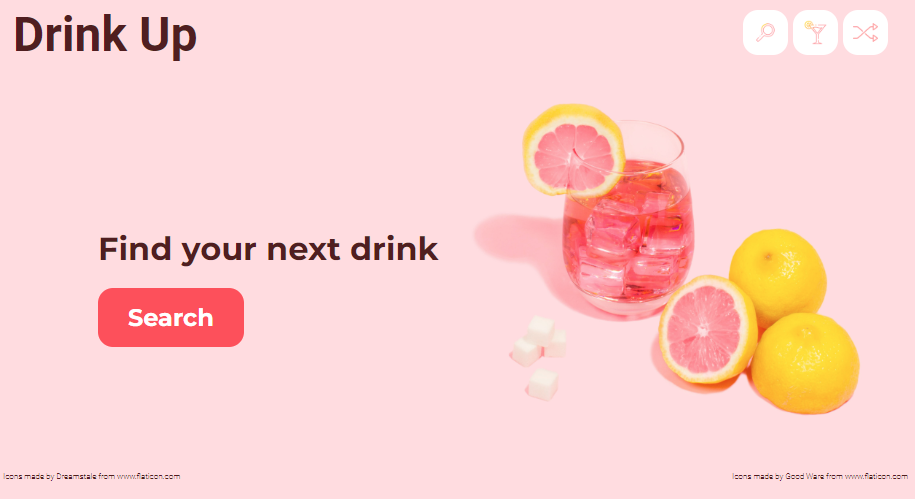 Drink Up
Find your next drink
Search
Icons made by Dreamstale from www.flaticon.com
Icons made by Good Ware from www.flaticon.com